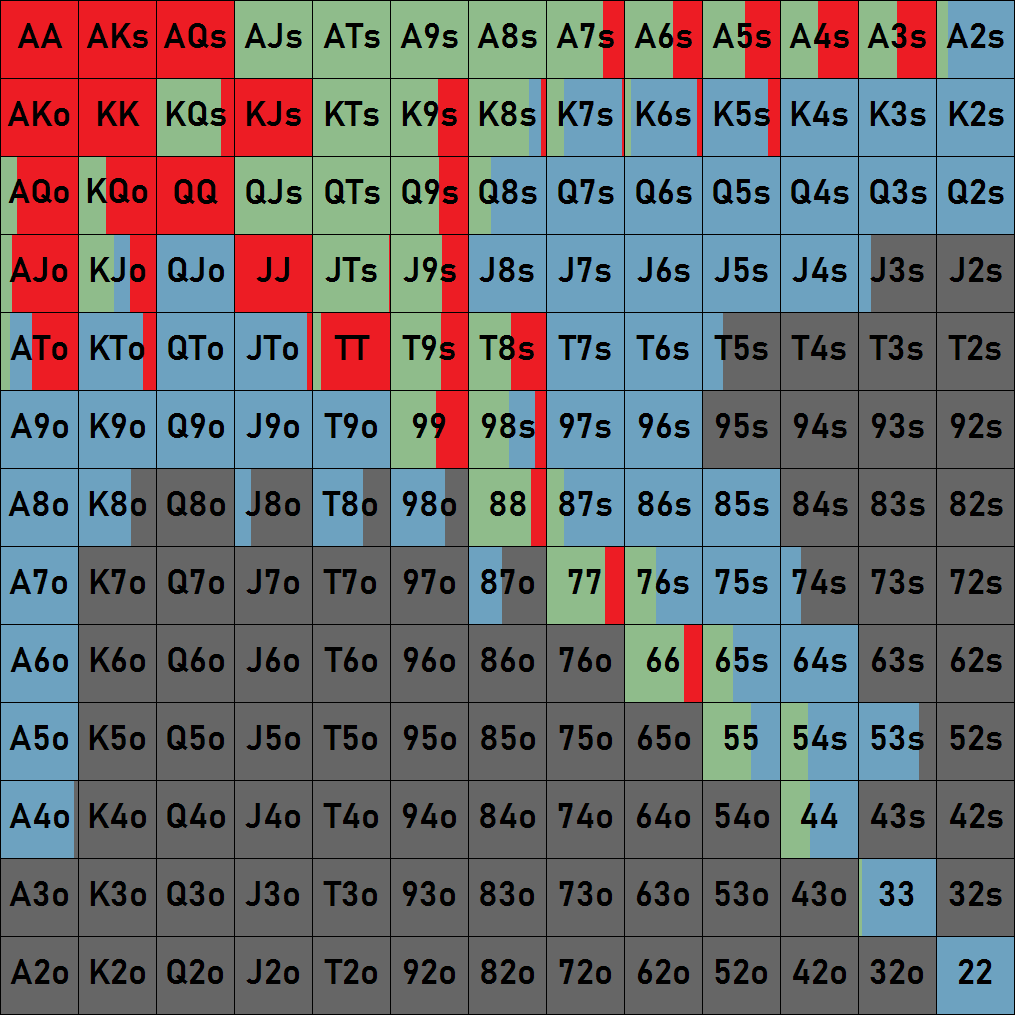 AA AKs AQs AJs ATs A9s A8s A7s A6s A5s A4s A3s A2s
AKo KK KQs KJs KTs K9s K8s K7s K6s K5s K4s K3s K2s
AQo KQo QQ QJs QTs Q9s Q8s Q7s Q6s Q5s Q4s Q3s Q2s
AJo KJo QJo JJ JTs J9s J8s J7s J6s J5s J4s J3s J2s
ATo KTo QTo JTo TT T9s T8s T7s T6s T5s T4s T3s T2s
A9o K9o Q9o J9o T9o 99 98s 97s 96s 95s 94s 93s 92s
A8o K8o Q8o J8o T8o 98o 88 87s 86s 85s 84s 83s 82s
A7o K7o Q7o J7o T7o 97o 87o 77 76s 75s 74s 73s 72s
A6o K6o Q6o J6o T6o 96o 86o 76o 66 65s 64s 63s 62s
A5o K5o Q5o J5o T5o 95o 85o 75o 65o 55 54s 53s 52s
A4o K4o Q4o J4o T4o 94o 84o 74o 64o 54o 44 43s 42s
A3o K3o Q3o J3o T3o 93o 83o 73o 63o 53o 43o 33 32s
A2o K2o Q2o J2o T2o 92o 82o 72o 62o 52o 42o 32o 22